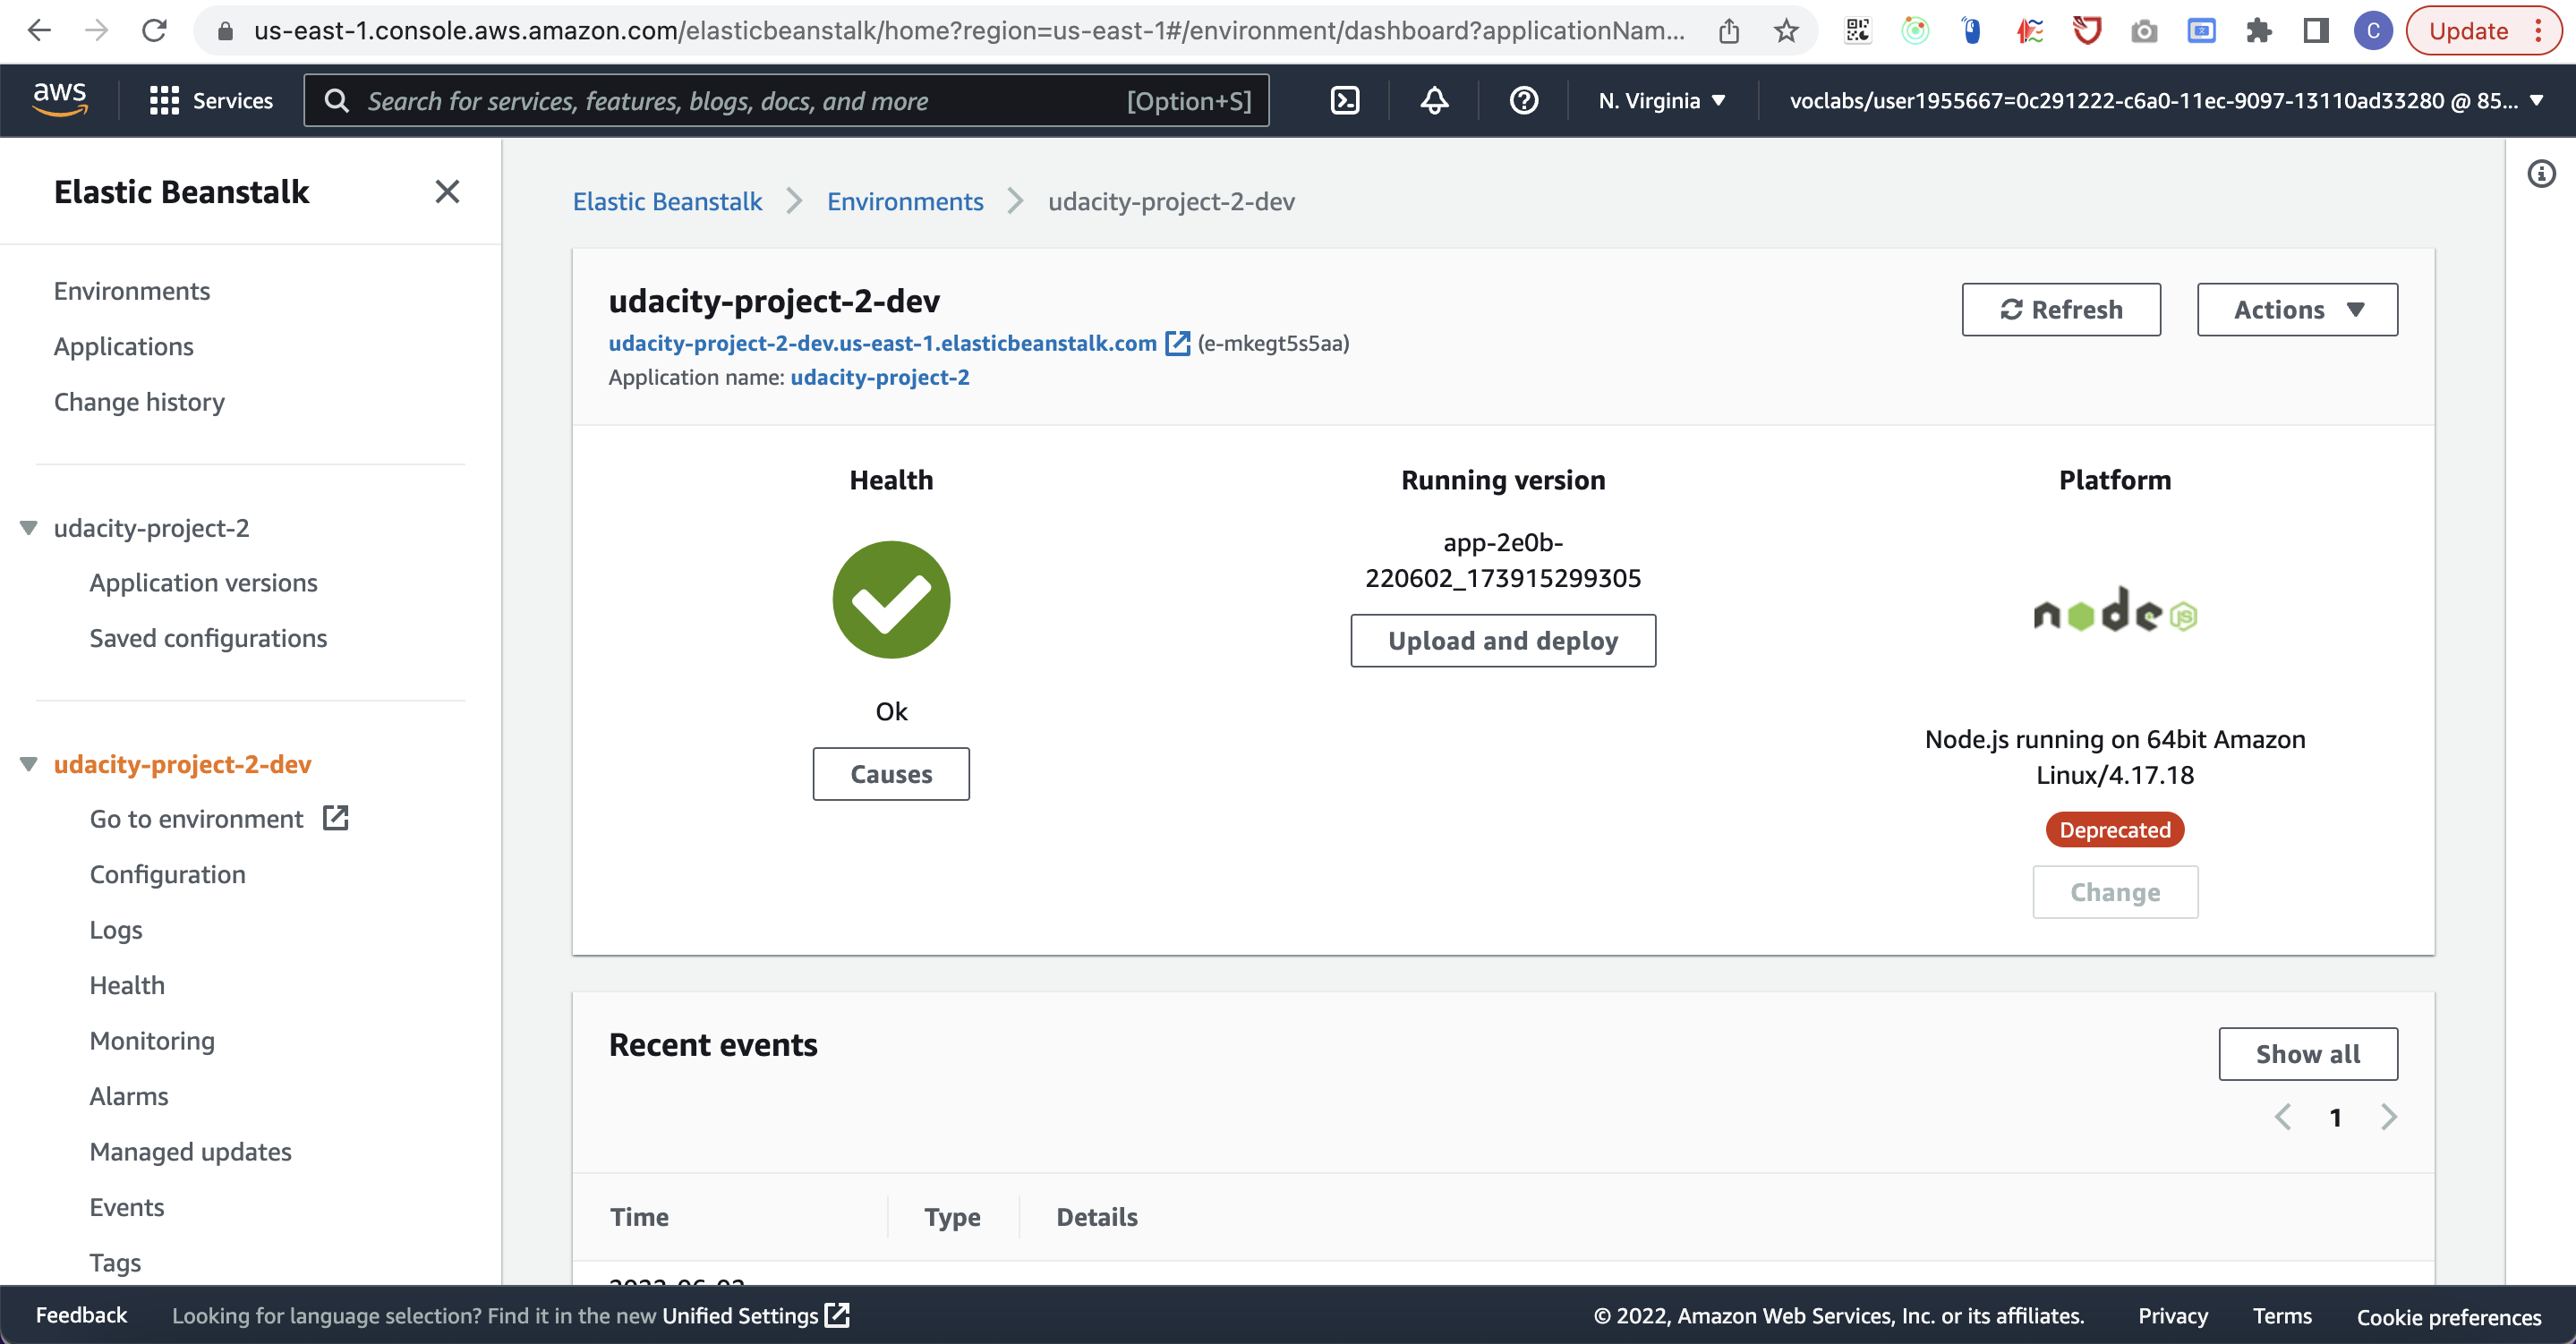 us-east-1.console.aws.amazon.com/elasticbeanstalk/home?region=us-east-1#/environment/dashboard?applicationNam...
C
Update
aws
Services
Search for services, features, blogs, docs, and more
[Option+S]
N. Virginia
voclabs/user1955667=0c291222-c6a0-11ec-9097-13110ad33280 @ 85...
Elastic Beanstalk
Environments
Applications
Change history
udacity-project-2
Application versions
Saved configurations
udacity-project-2-dev
Go to environment
Configuration
Logs
Health
Monitoring
Alarms
Managed updates
Events
Tags
Elastic Beanstalk
Environments
udacity-project-2-dev
udacity-project-2-dev
udacity-project-2-dev.us-east-1.elasticbeanstalk.com (e-mkegt5s5aa)
Application name: udacity-project-2
Refresh
Actions
Health
Ok
Causes
Running version
app-2e0b-
220602_173915299305
Upload and deploy
Platform
node JS
Node.js running on 64bit Amazon
Linux/4.17.18
Deprecated
Change
Recent events
Show all
1
Time
Type
Details
2022-06-02
Feedback
Looking for language selection? Find it in the new Unified Settings
© 2022, Amazon Web Services, Inc. or its affiliates.
Privacy
Terms
Cookie preferences